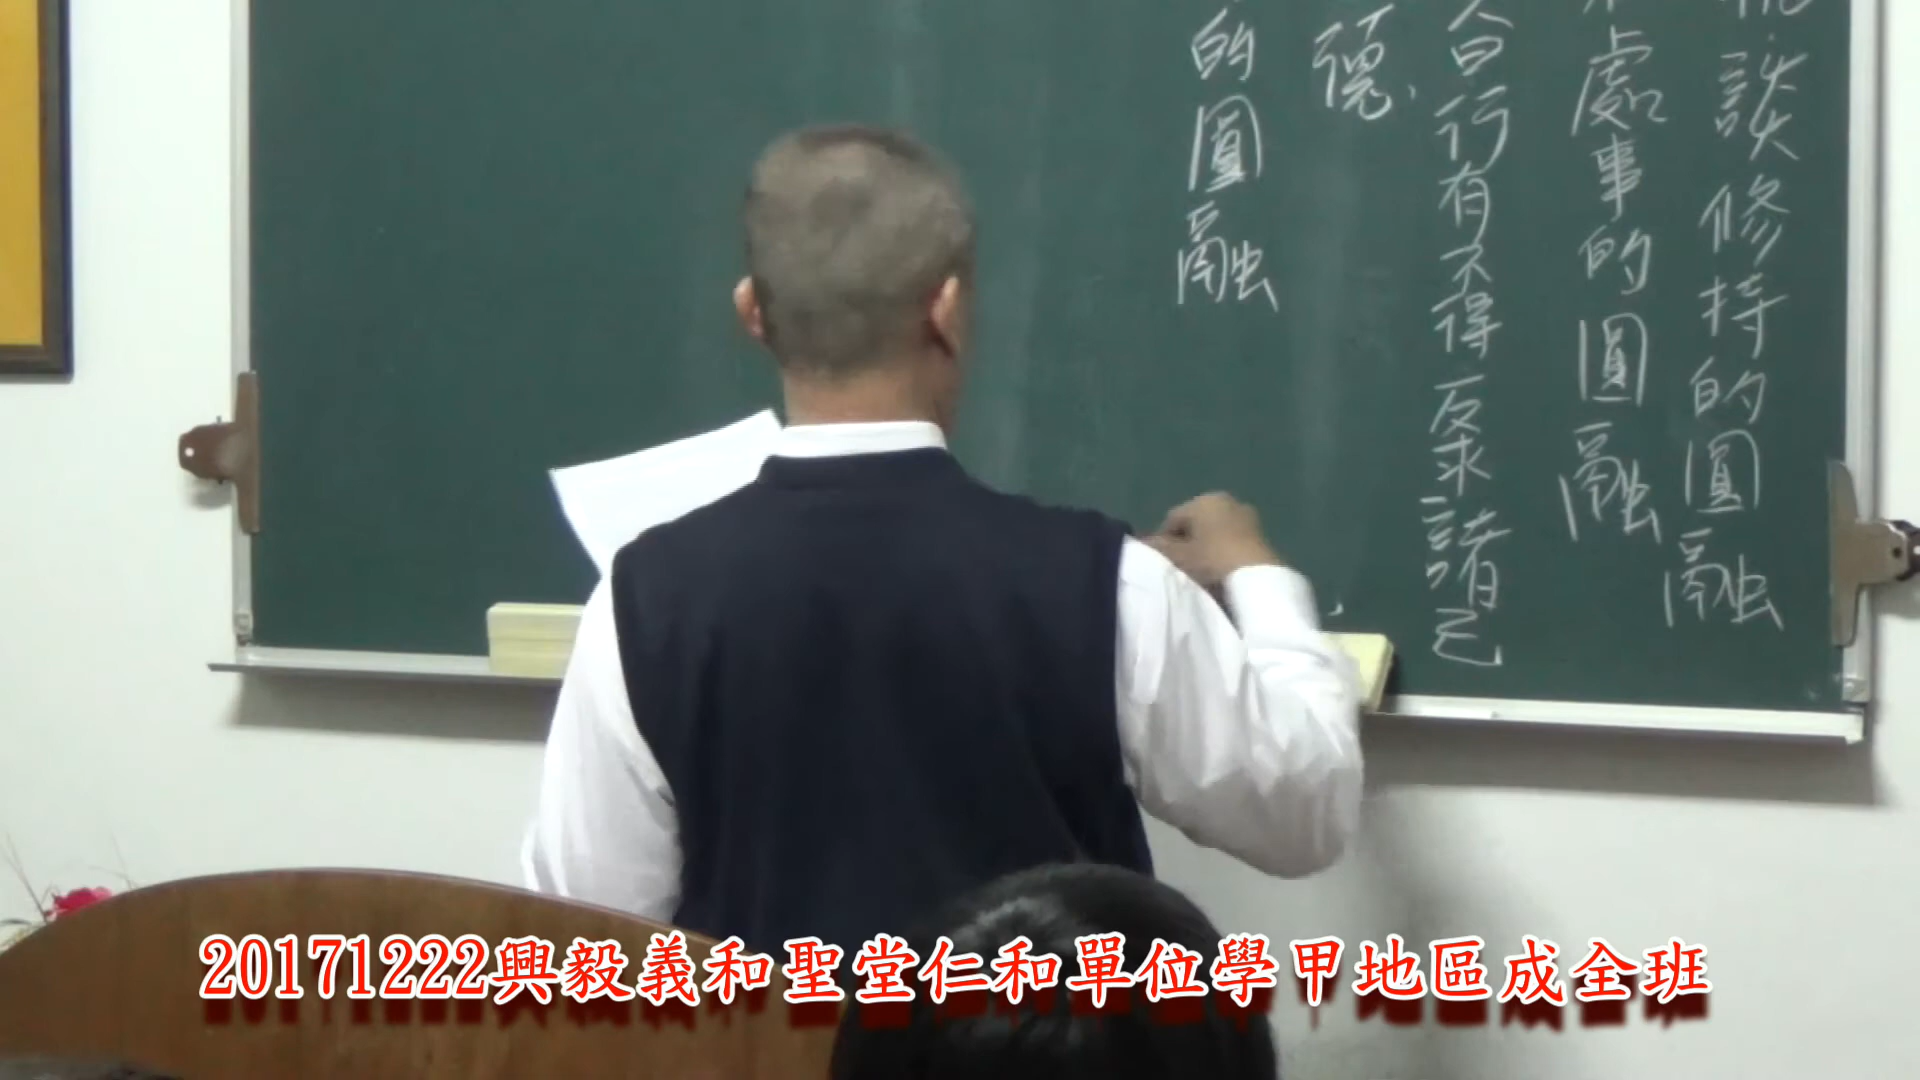 談修持的圓融
處事的圓融
行有不得反求諸己
德
的圓融
20171222興毅義和聖堂仁和單位學甲地區成全班